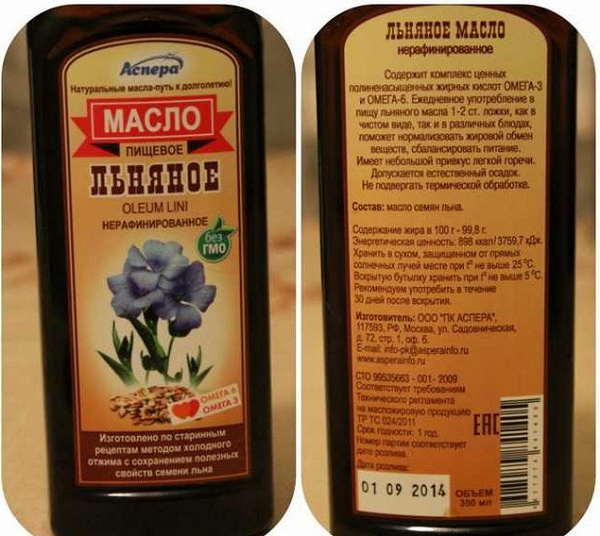 Аспера
Натуральные масла-путь к долголетию!
МАСЛО
ПИЩЕВОЕ
ЛЬНЯНОЕ
OLEUM LINI
НЕРАФИНИРОВАННОЕ
без
ГМО
ОМЕГА 6
ОМЕГА 3
Изготовлено по старинным
рецептам методом холодного
отжима с сохранением полезных
свойств семени льна
ЛЬНЯНОЕ МАСЛО
нерафинированное
Содержит комплекс ценных
полиненасыщенных жирных кислот ОМЕГА-3
и ОМЕГА-6. Ежедневное употребление в
пищу льняного масла 1-2 ст. ложки, как в
чистом виде, так и в различных блюдах,
поможет нормализовать жировой обмен
веществ, сбалансировать питание.
Имеет небольшой привкус легкой горечи.
Допускается естественный осадок.
Не подвергать термической обработке.
Состав: масло семян льна.
Содержание жира в 100 г - 99,8 г.
Энергетическая ценность: 898 ккал/ 3759,7 кДж.
Хранить в сухом, защищенном от прямых
солнечных лучей месте при t° не выше 25 °С.
Вскрытую бутылку хранить при t° не выше 5 °С.
Рекомендуем употребить в течение
30 дней после вскрытия.
Изготовитель: ООО "ПК АСПЕРА",
117593, РФ, Москва, ул. Садовническая,
д. 72, стр, 1, оф. 6.
E-mail: info-pk@asperainfo.ru
www.asperainfo.ru
СТО 99535663 - 001- 2009
Соответствует требованиям
Технического регламента
на масложировую продукцию
ТР ТС 024/2011
Срок годности: 1 год.
Номер партии соответствует
дате розлива.
Дата розлива:
EAC
01 09 2014
ОБЪЕМ
350 мл